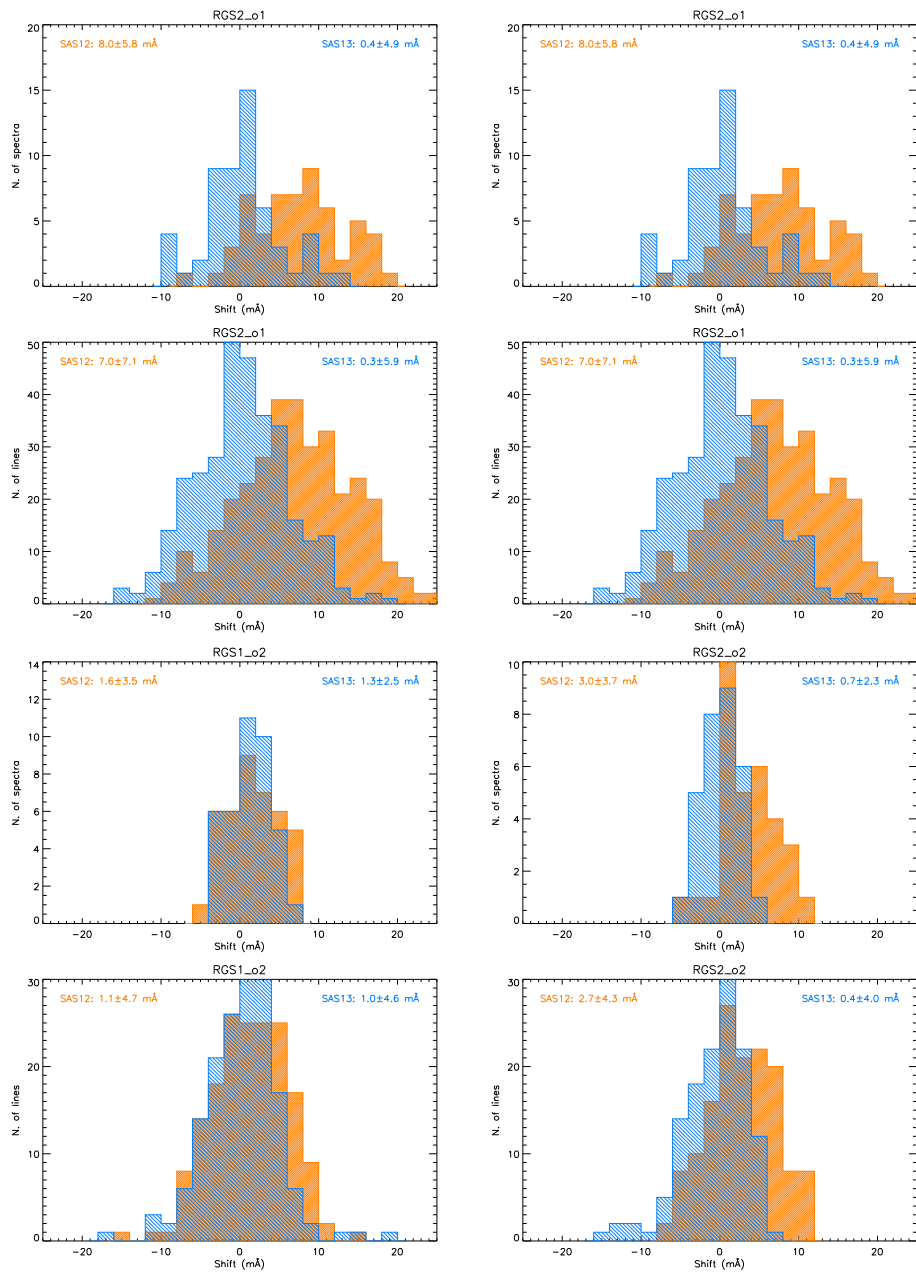 RGS2_o1
SAS12: 8.0±5.8 mÅ
SAS13: 0.4±4.9 mÅ
20
15
10
5
0
N. of spectra
−20 −10 0 10 20
Shift (mÅ)
RGS2_o1
SAS12: 8.0±5.8 mÅ
SAS13: 0.4±4.9 mÅ
20
15
10
5
0
N. of spectra
−20 −10 0 10 20
Shift (mÅ)
RGS2_o1
SAS12: 7.0±7.1 mÅ
SAS13: 0.3±5.9 mÅ
50
40
30
20
10
0
N. of lines
−20 −10 0 10 20
Shift (mÅ)
RGS2_o1
SAS12: 7.0±7.1 mÅ
SAS13: 0.3±5.9 mÅ
50
40
30
20
10
0
N. of lines
−20 −10 0 10 20
Shift (mÅ)
RGS1_o2
SAS12: 1.6±3.5 mÅ
SAS13: 1.3±2.5 mÅ
14
12
10
8
6
4
2
0
N. of spectra
−20 −10 0 10 20
Shift (mÅ)
RGS2_o2
SAS12: 3.0±3.7 mÅ
SAS13: 0.7±2.3 mÅ
10
8
6
4
2
0
N. of spectra
−20 −10 0 10 20
Shift (mÅ)
RGS1_o2
SAS12: 1.1±4.7 mÅ
SAS13: 1.0±4.6 mÅ
30
20
10
0
N. of lines
−20 −10 0 10 20
Shift (mÅ)
RGS2_o2
SAS12: 2.7±4.3 mÅ
SAS13: 0.4±4.0 mÅ
30
20
10
0
N. of lines
−20 −10 0 10 20
Shift (mÅ)